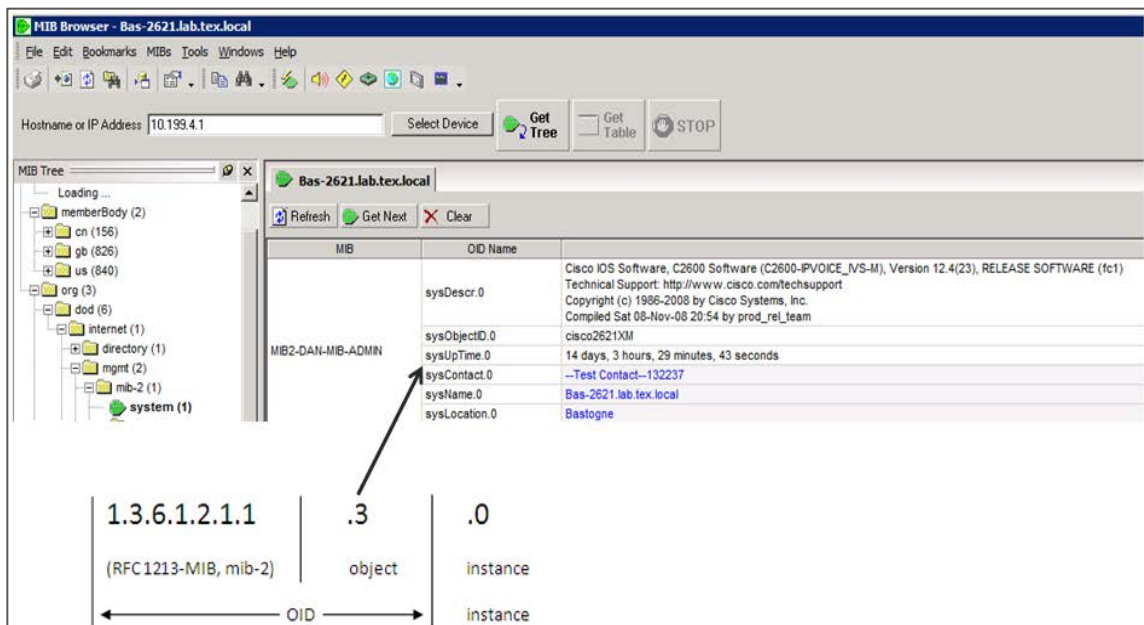 MIB Browser - Bas-2621.lab.tex.local
File Edit Bookmarks MIBs Tools Windows Help
Hostname or IP Address 10.199.4.1 Select Device Get Tree Get Table STOP
MIB Tree
Loading ...
memberBody (2)
cn (156)
gb (826)
us (840)
org (3)
dod (6)
internet (1)
directory (1)
mgmt (2)
mib-2 (1)
system (1)
Bas-2621.lab.tex.local
Refresh Get Next Clear
MIB OID Name
MIB2-DAN-MIB-ADMIN
sysDescr.0
Cisco IOS Software, C2600 Software (C2600-IPVOICE_IVS-M), Version 12.4(23), RELEASE SOFTWARE (fc1)
Technical Support: http://www.cisco.com/techsupport
Copyright (c) 1986-2008 by Cisco Systems, Inc.
Compiled Sat 08-Nov-08 20:54 by prod_rel_team
sysObjectID.0 cisco2621XM
sysUpTime.0 14 days, 3 hours, 29 minutes, 43 seconds
sysContact.0 --Test Contact--132237
sysName.0 Bas-2621.lab.tex.local
sysLocation.0 Bastogne
1.3.6.1.2.1.1 .3 .0
(RFC1213-MIB, mib-2) object instance
OID instance